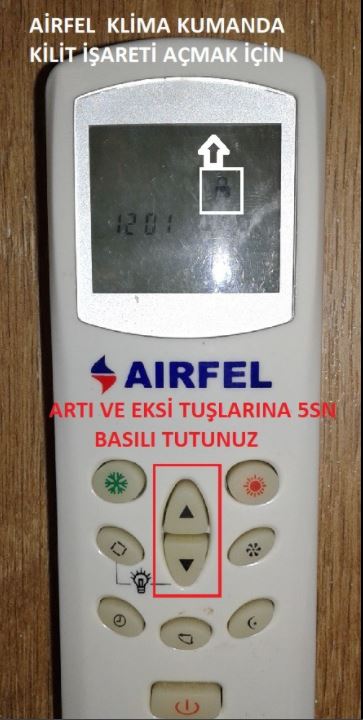 AİRFEL KLİMA KUMANDA
KİLİT İŞARETİ AÇMAK İÇİN
12 01
AIRFEL
ARTI VE EKSİ TUŞLARINA 5SN
BASILI TUTUNUZ